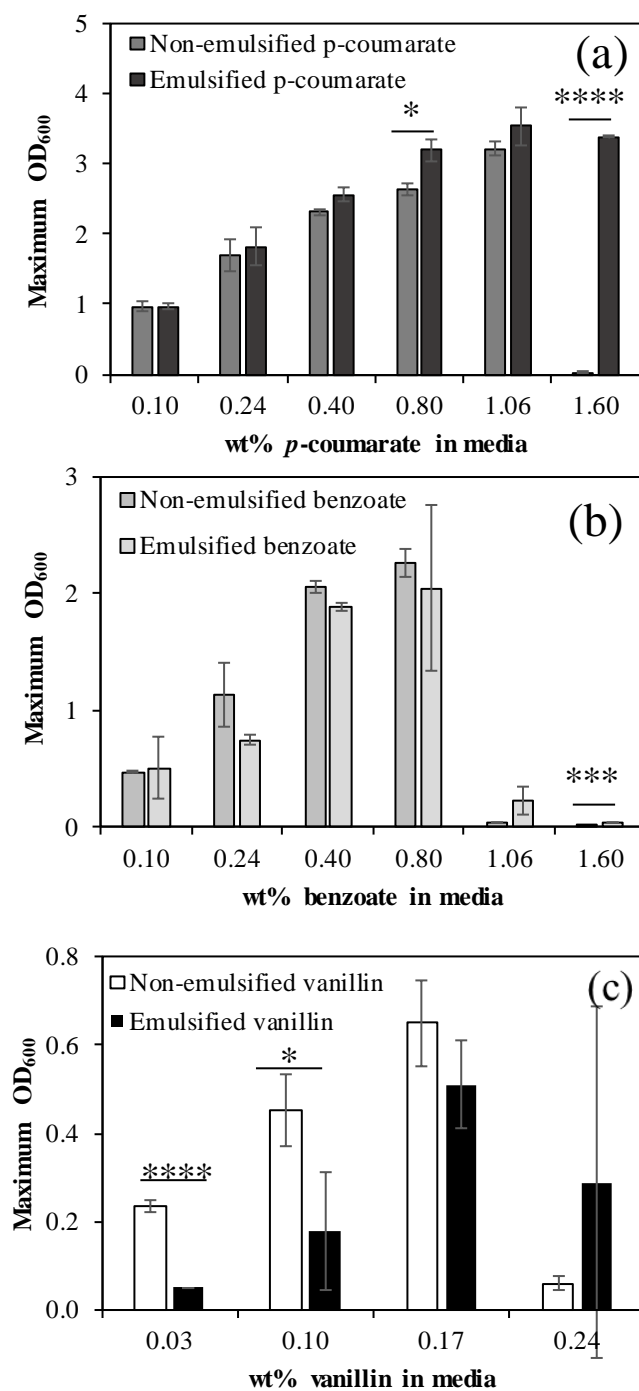 5
4
3
2
1
0
Maximum OD600
Non-emulsified p-coumarate
Emulsified p-coumarate
(a)
*
****
0.10 0.24 0.40 0.80 1.06 1.60
wt% p-coumarate in media
3
2
1
0
Maximum OD600
Non-emulsified benzoate
Emulsified benzoate
(b)
***
0.10 0.24 0.40 0.80 1.06 1.60
wt% benzoate in media
0.8
0.6
0.4
0.2
0.0
Maximum OD600
Non-emulsified vanillin
Emulsified vanillin
(c)
*
****
0.03 0.10 0.17 0.24
wt% vanillin in media